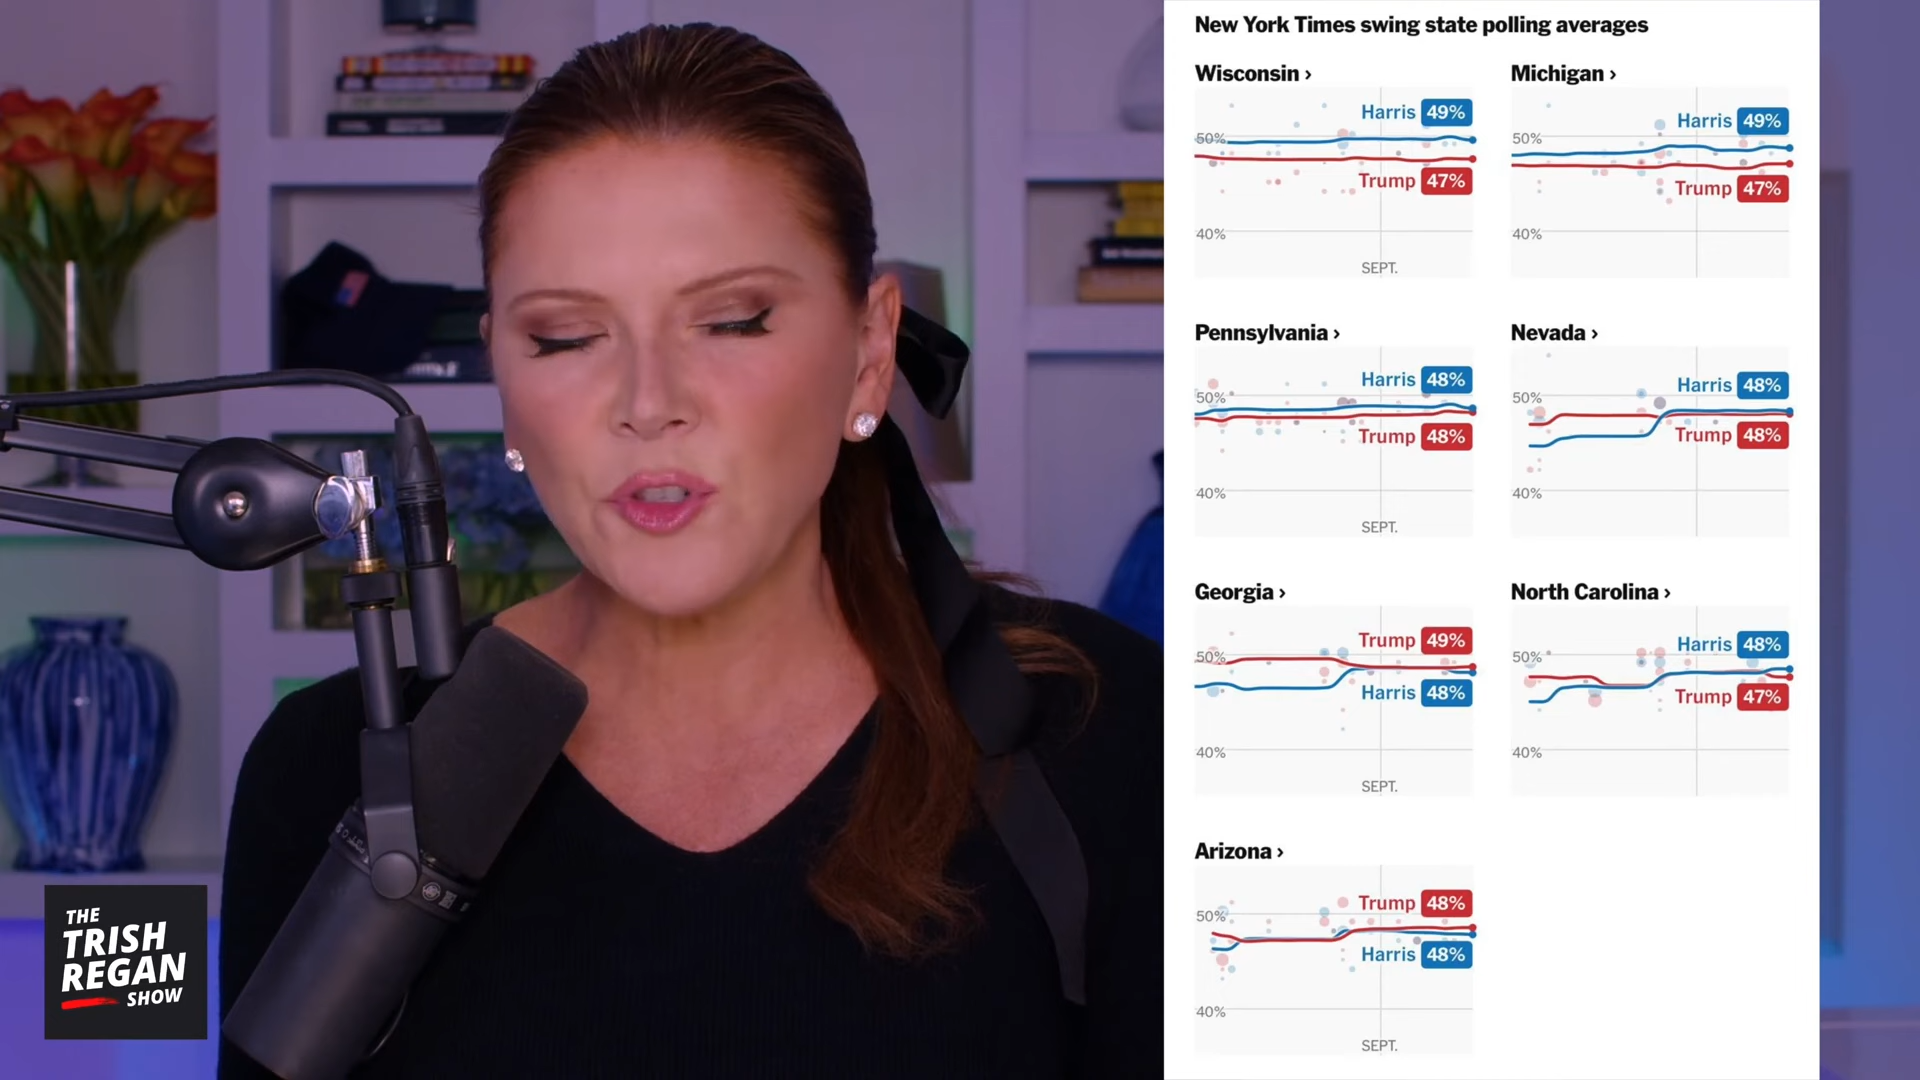 New York Times swing state polling averages
Wisconsin ›
Harris 49%
50%
Trump 47%
40%
SEPT.
Michigan ›
Harris 49%
50%
Trump 47%
40%
Pennsylvania ›
Harris 48%
50%
Trump 48%
40%
SEPT.
Nevada ›
Harris 48%
50%
Trump 48%
40%
Georgia ›
Trump 49%
50%
Harris 48%
40%
SEPT.
North Carolina ›
Harris 48%
50%
Trump 47%
40%
Arizona ›
Trump 48%
50%
Harris 48%
40%
SEPT.
THE
TRISH
REGAN
SHOW